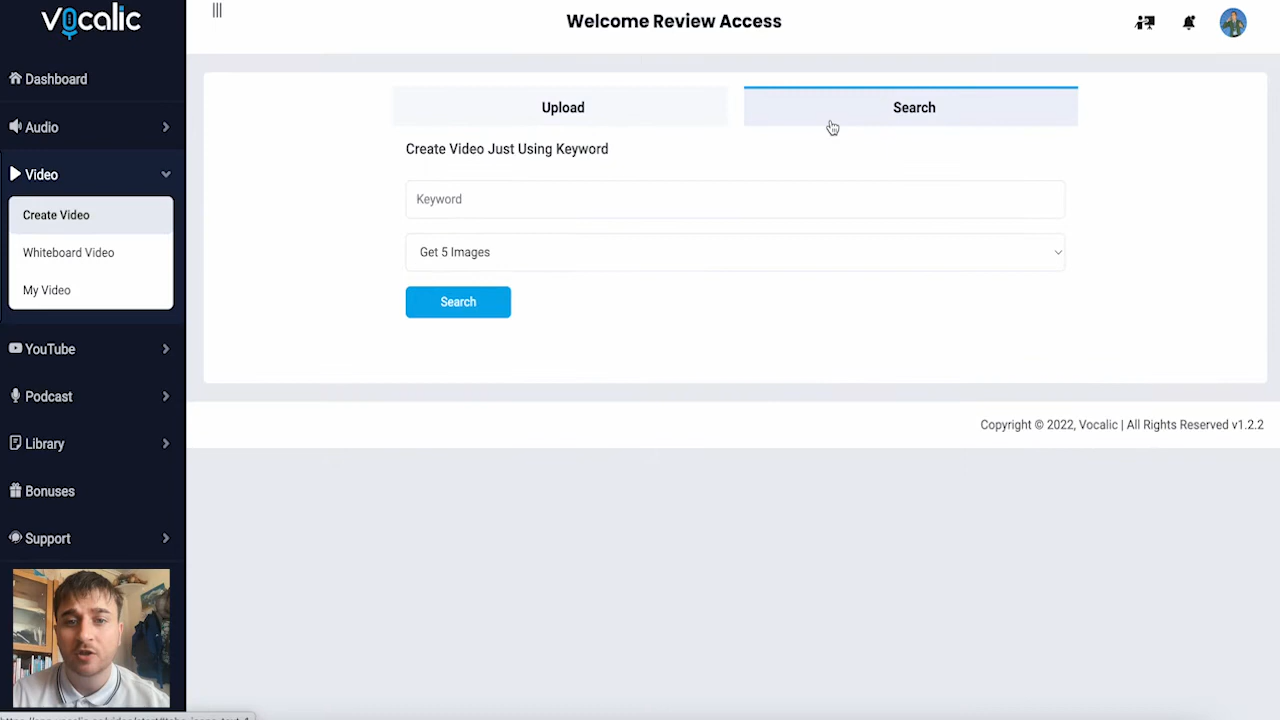 vocalic
Welcome Review Access
Dashboard
Audio
Video
Create Video
Whiteboard Video
My Video
YouTube
Podcast
Library
Bonuses
Support
Upload
Search
Create Video Just Using Keyword
Keyword
Get 5 Images
Search
Copyright © 2022, Vocalic | All Rights Reserved v1.2.2